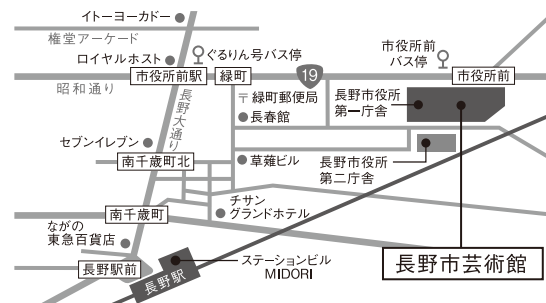 イトーヨーカドー
権堂アーケード
ロイヤルホスト
ぐるりん号バス停
市役所前
バス停
市役所前駅
緑町
19
市役所前
昭和通り
長野大通り
〒緑町郵便局
長春館
長野市役所
第一庁舎
セブンイレブン
南千歳町北
草薙ビル
長野市役所
第二庁舎
南千歳町
チサン
グランドホテル
ながの
東急百貨店
長野駅前
長野駅
ステーションビル
MIDORI
長野市芸術館